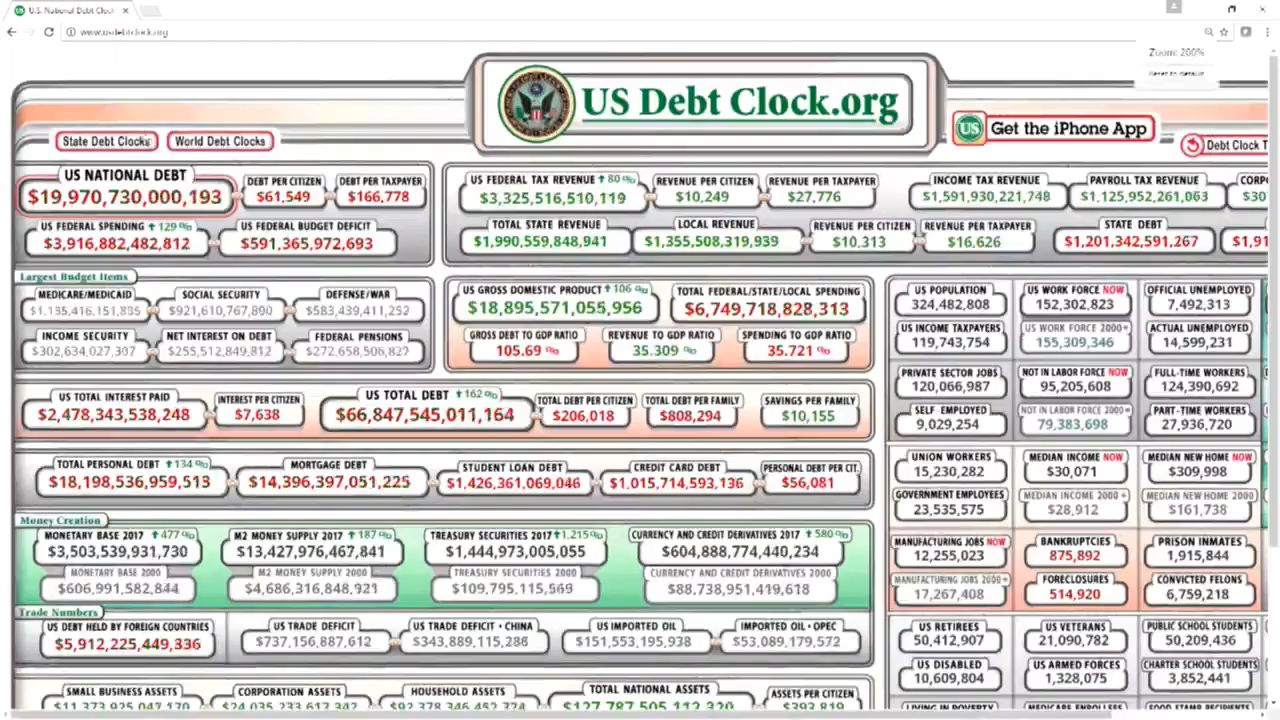 U.S. National Debt Cloc
www.usdebtclock.org
Zoom: 200%
US Debt Clock.org
US Get the iPhone App
State Debt Clocks World Debt Clocks
Debt Clock T
US NATIONAL DEBT DEBT PER CITIZEN DEBT PER TAXPAYER
$19,970,730,000,193 $61,549 $166,778
US FEDERAL SPENDING 129 % US FEDERAL BUDGET DEFICIT
$3,916,882,482,812 $591,365,972,693
US FEDERAL TAX REVENUE 80 % REVENUE PER CITIZEN REVENUE PER TAXPAYER INCOME TAX REVENUE PAYROLL TAX REVENUE CORPO
$3,325,516,510,119 $10,249 $27,776 $1,591,930,221,748 $1,125,952,261,063 $30
TOTAL STATE REVENUE LOCAL REVENUE REVENUE PER CITIZEN REVENUE PER TAXPAYER STATE DEBT
$1,990,559,848,941 $1,355,508,319,939 $10,313 $16,626 $1,201,342,591,267 $1,91
Largest Budget Items
MEDICARE/MEDICAID SOCIAL SECURITY DEFENSE/WAR
$1,135,416,151,835 $921,610,767,890 $583,439,411,252
INCOME SECURITY NET INTEREST ON DEBT FEDERAL PENSIONS
$302,634,027,307 $255,512,849,812 $272,658,506,827
US GROSS DOMESTIC PRODUCT 106 % TOTAL FEDERAL/STATE/LOCAL SPENDING
$18,895,571,055,956 $6,749,718,828,313
GROSS DEBT TO GDP RATIO REVENUE TO GDP RATIO SPENDING TO GDP RATIO
105.69 % 35.309 % 35.721 %
US TOTAL INTEREST PAID INTEREST PER CITIZEN US TOTAL DEBT 162 % TOTAL DEBT PER CITIZEN TOTAL DEBT PER FAMILY SAVINGS PER FAMILY
$2,478,343,538,248 $7,638 $66,847,545,011,164 $206,018 $808,294 $10,155
TOTAL PERSONAL DEBT 134 % MORTGAGE DEBT STUDENT LOAN DEBT CREDIT CARD DEBT PERSONAL DEBT PER CIT.
$18,198,536,959,513 $14,396,397,051,225 $1,426,361,069,046 $1,015,714,593,136 $56,081
Money Creation
MONETARY BASE 2017 477 % M2 MONEY SUPPLY 2017 187 % TREASURY SECURITIES 2017 1,215 % CURRENCY AND CREDIT DERIVATIVES 2017 580 %
$3,503,539,931,730 $13,427,976,467,841 $1,444,973,005,055 $604,888,774,440,234
MONETARY BASE 2000 M2 MONEY SUPPLY 2000 TREASURY SECURITIES 2000 CURRENCY AND CREDIT DERIVATIVES 2000
$606,991,582,844 $4,686,316,848,921 $109,795,115,569 $88,738,951,419,618
Trade Numbers
US DEBT HELD BY FOREIGN COUNTRIES US TRADE DEFICIT US TRADE DEFICIT • CHINA US IMPORTED OIL IMPORTED OIL • OPEC
$5,912,225,449,336 $737,156,887,612 $343,889,115,286 $151,553,195,938 $53,089,179,572
SMALL BUSINESS ASSETS CORPORATION ASSETS HOUSEHOLD ASSETS TOTAL NATIONAL ASSETS ASSETS PER CITIZEN
US POPULATION US WORK FORCE NOW OFFICIAL UNEMPLOYED
324,482,808 152,302,823 7,492,313
US INCOME TAXPAYERS US WORK FORCE 2000 ACTUAL UNEMPLOYED
119,743,754 155,309,346 14,599,231
PRIVATE SECTOR JOBS NOT IN LABOR FORCE NOW FULL-TIME WORKERS
120,066,987 95,205,608 124,390,692
SELF EMPLOYED NOT IN LABOR FORCE 2000 PART-TIME WORKERS
9,029,254 79,383,698 27,936,720
UNION WORKERS MEDIAN INCOME NOW MEDIAN NEW HOME NOW
15,230,282 $30,071 $309,998
GOVERNMENT EMPLOYEES MEDIAN INCOME 2000 MEDIAN NEW HOME 2000
23,535,575 $28,912 $161,738
MANUFACTURING JOBS NOW BANKRUPTCIES PRISON INMATES
12,255,023 875,892 1,915,844
MANUFACTURING JOBS 2000 FORECLOSURES CONVICTED FELONS
17,267,408 514,920 6,759,218
US RETIREES US VETERANS PUBLIC SCHOOL STUDENTS
50,412,907 21,090,782 50,209,436
US DISABLED US ARMED FORCES CHARTER SCHOOL STUDENTS
10,609,804 1,328,075 3,852,441